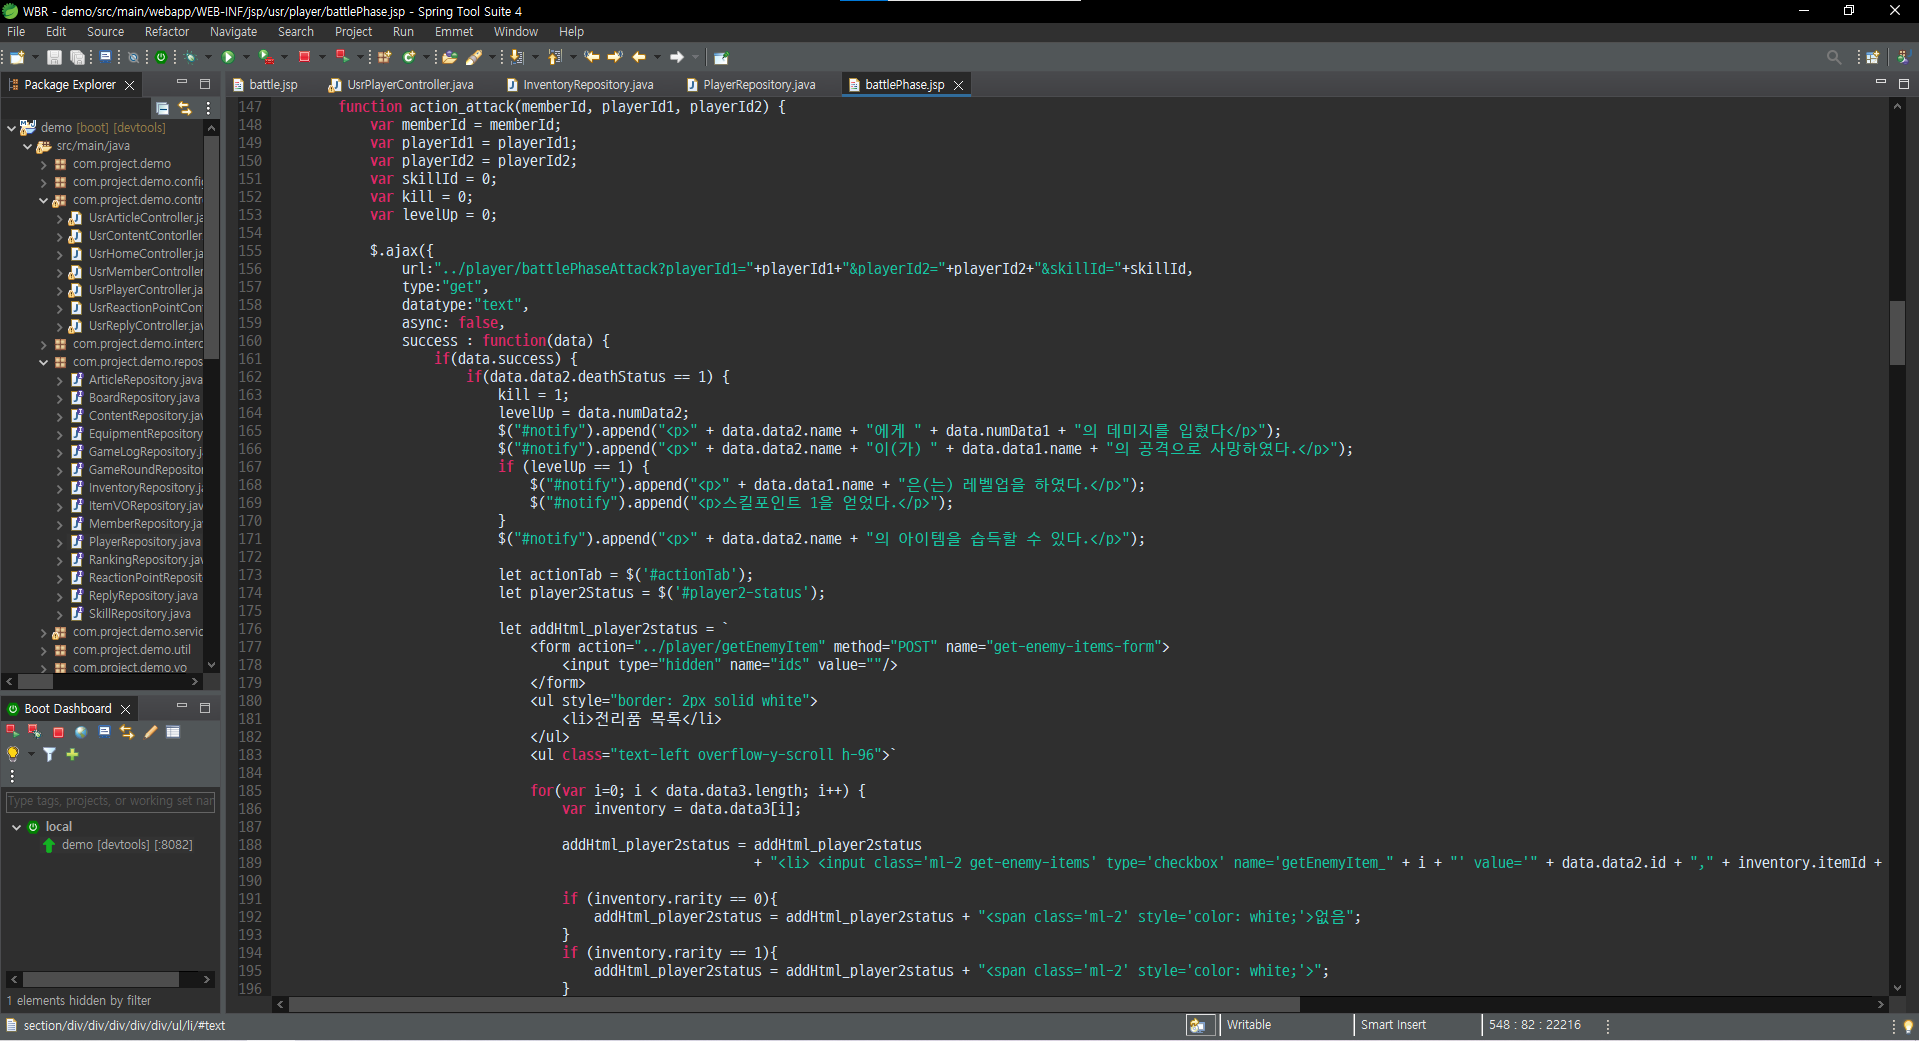 WBR - demo/src/main/webapp/WEB-INF/jsp/usr/player/battlePhase.jsp - Spring Tool Suite 4
File Edit Source Refactor Navigate Search Project Run Emmet Window Help
Package Explorer
battle.jsp UsrPlayerController.java InventoryRepository.java PlayerRepository.java battlePhase.jsp
demo [boot] [devtools]
src/main/java
com.project.demo
com.project.demo.config
com.project.demo.contr
UsrArticleController.ja
UsrContentContorller
UsrHomeController.ja
UsrMemberController
UsrPlayerController.ja
UsrReactionPointCon
UsrReplyController.jav
com.project.demo.interc
com.project.demo.repos
ArticleRepository.java
BoardRepository.java
ContentRepository.jav
EquipmentRepository
GameLogRepository.j
GameRoundRepositor
InventoryRepository.ja
ItemVORepository.jav
MemberRepository.jav
PlayerRepository.java
RankingRepository.jav
ReactionPointReposit
ReplyRepository.java
SkillRepository.java
com.project.demo.servic
com.project.demo.util
com.project.demo.vo
Boot Dashboard
Type tags, projects, or working set nam
local
demo [devtools] [:8082]
1 elements hidden by filter
147 function action_attack(memberId, playerId1, playerId2) {
148 var memberId = memberId;
149 var playerId1 = playerId1;
150 var playerId2 = playerId2;
151 var skillId = 0;
152 var kill = 0;
153 var levelUp = 0;
154
155 $.ajax({
156 url:"../player/battlePhaseAttack?playerId1="+playerId1+"&playerId2="+playerId2+"&skillId="+skillId,
157 type:"get",
158 datatype:"text",
159 async: false,
160 success : function(data) {
161 if(data.success) {
162 if(data.data2.deathStatus == 1) {
163 kill = 1;
164 levelUp = data.numData2;
165 $("#notify").append("<p>" + data.data2.name + "에게 " + data.numData1 + "의 데미지를 입혔다</p>");
166 $("#notify").append("<p>" + data.data2.name + "이(가) " + data.data1.name + "의 공격으로 사망하였다.</p>");
167 if (levelUp == 1) {
168 $("#notify").append("<p>" + data.data1.name + "은(는) 레벨업을 하였다.</p>");
169 $("#notify").append("<p>스킬포인트 1을 얻었다.</p>");
170 }
171 $("#notify").append("<p>" + data.data2.name + "의 아이템을 습득할 수 있다.</p>");
172
173 let actionTab = $('#actionTab');
174 let player2Status = $('#player2-status');
175
176 let addHtml_player2status = `
177 <form action="../player/getEnemyItem" method="POST" name="get-enemy-items-form">
178 <input type="hidden" name="ids" value=""/>
179 </form>
180 <ul style="border: 2px solid white">
181 <li>전리품 목록</li>
182 </ul>
183 <ul class="text-left overflow-y-scroll h-96">`
184
185 for(var i=0; i < data.data3.length; i++) {
186 var inventory = data.data3[i];
187
188 addHtml_player2status = addHtml_player2status
189 + "<li> <input class='ml-2 get-enemy-items' type='checkbox' name='getEnemyItem_" + i + "' value='" + data.data2.id + "," + inventory.itemId +
190
191 if (inventory.rarity == 0){
192 addHtml_player2status = addHtml_player2status + "<span class='ml-2' style='color: white;'>없음";
193 }
194 if (inventory.rarity == 1){
195 addHtml_player2status = addHtml_player2status + "<span class='ml-2' style='color: white;'>";
196 }
section/div/div/div/div/div/ul/li/#text Writable Smart Insert 548 : 82 : 22216